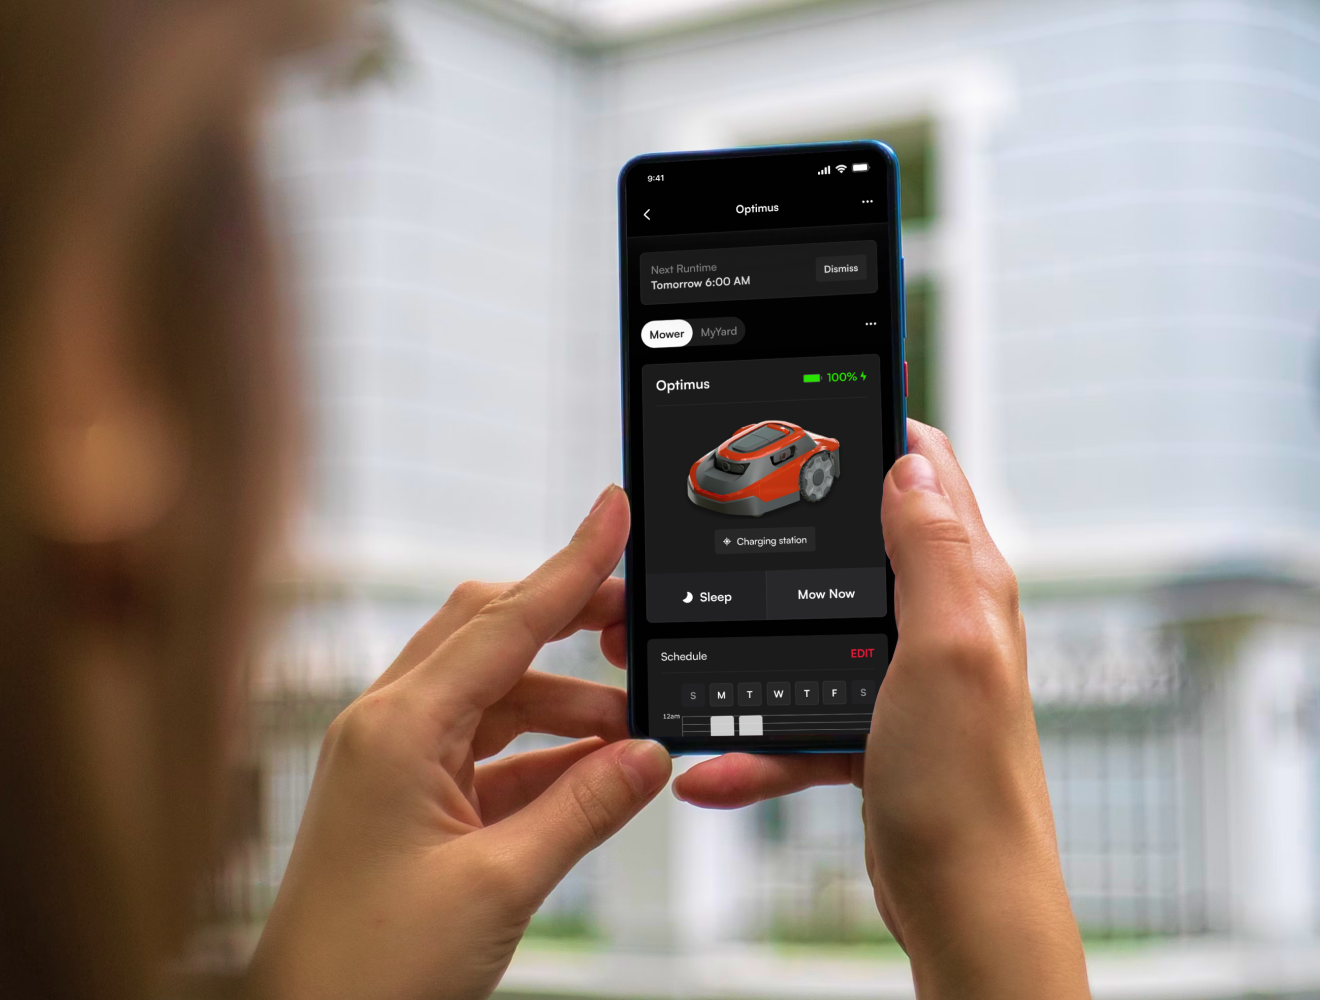 9:41
Optimus
Next Runtime
Tomorrow 6:00 AM
Dismiss
Mower MyYard
Optimus
100%
Charging station
Sleep
Mow Now
Schedule
EDIT
S M T W T F S
12am